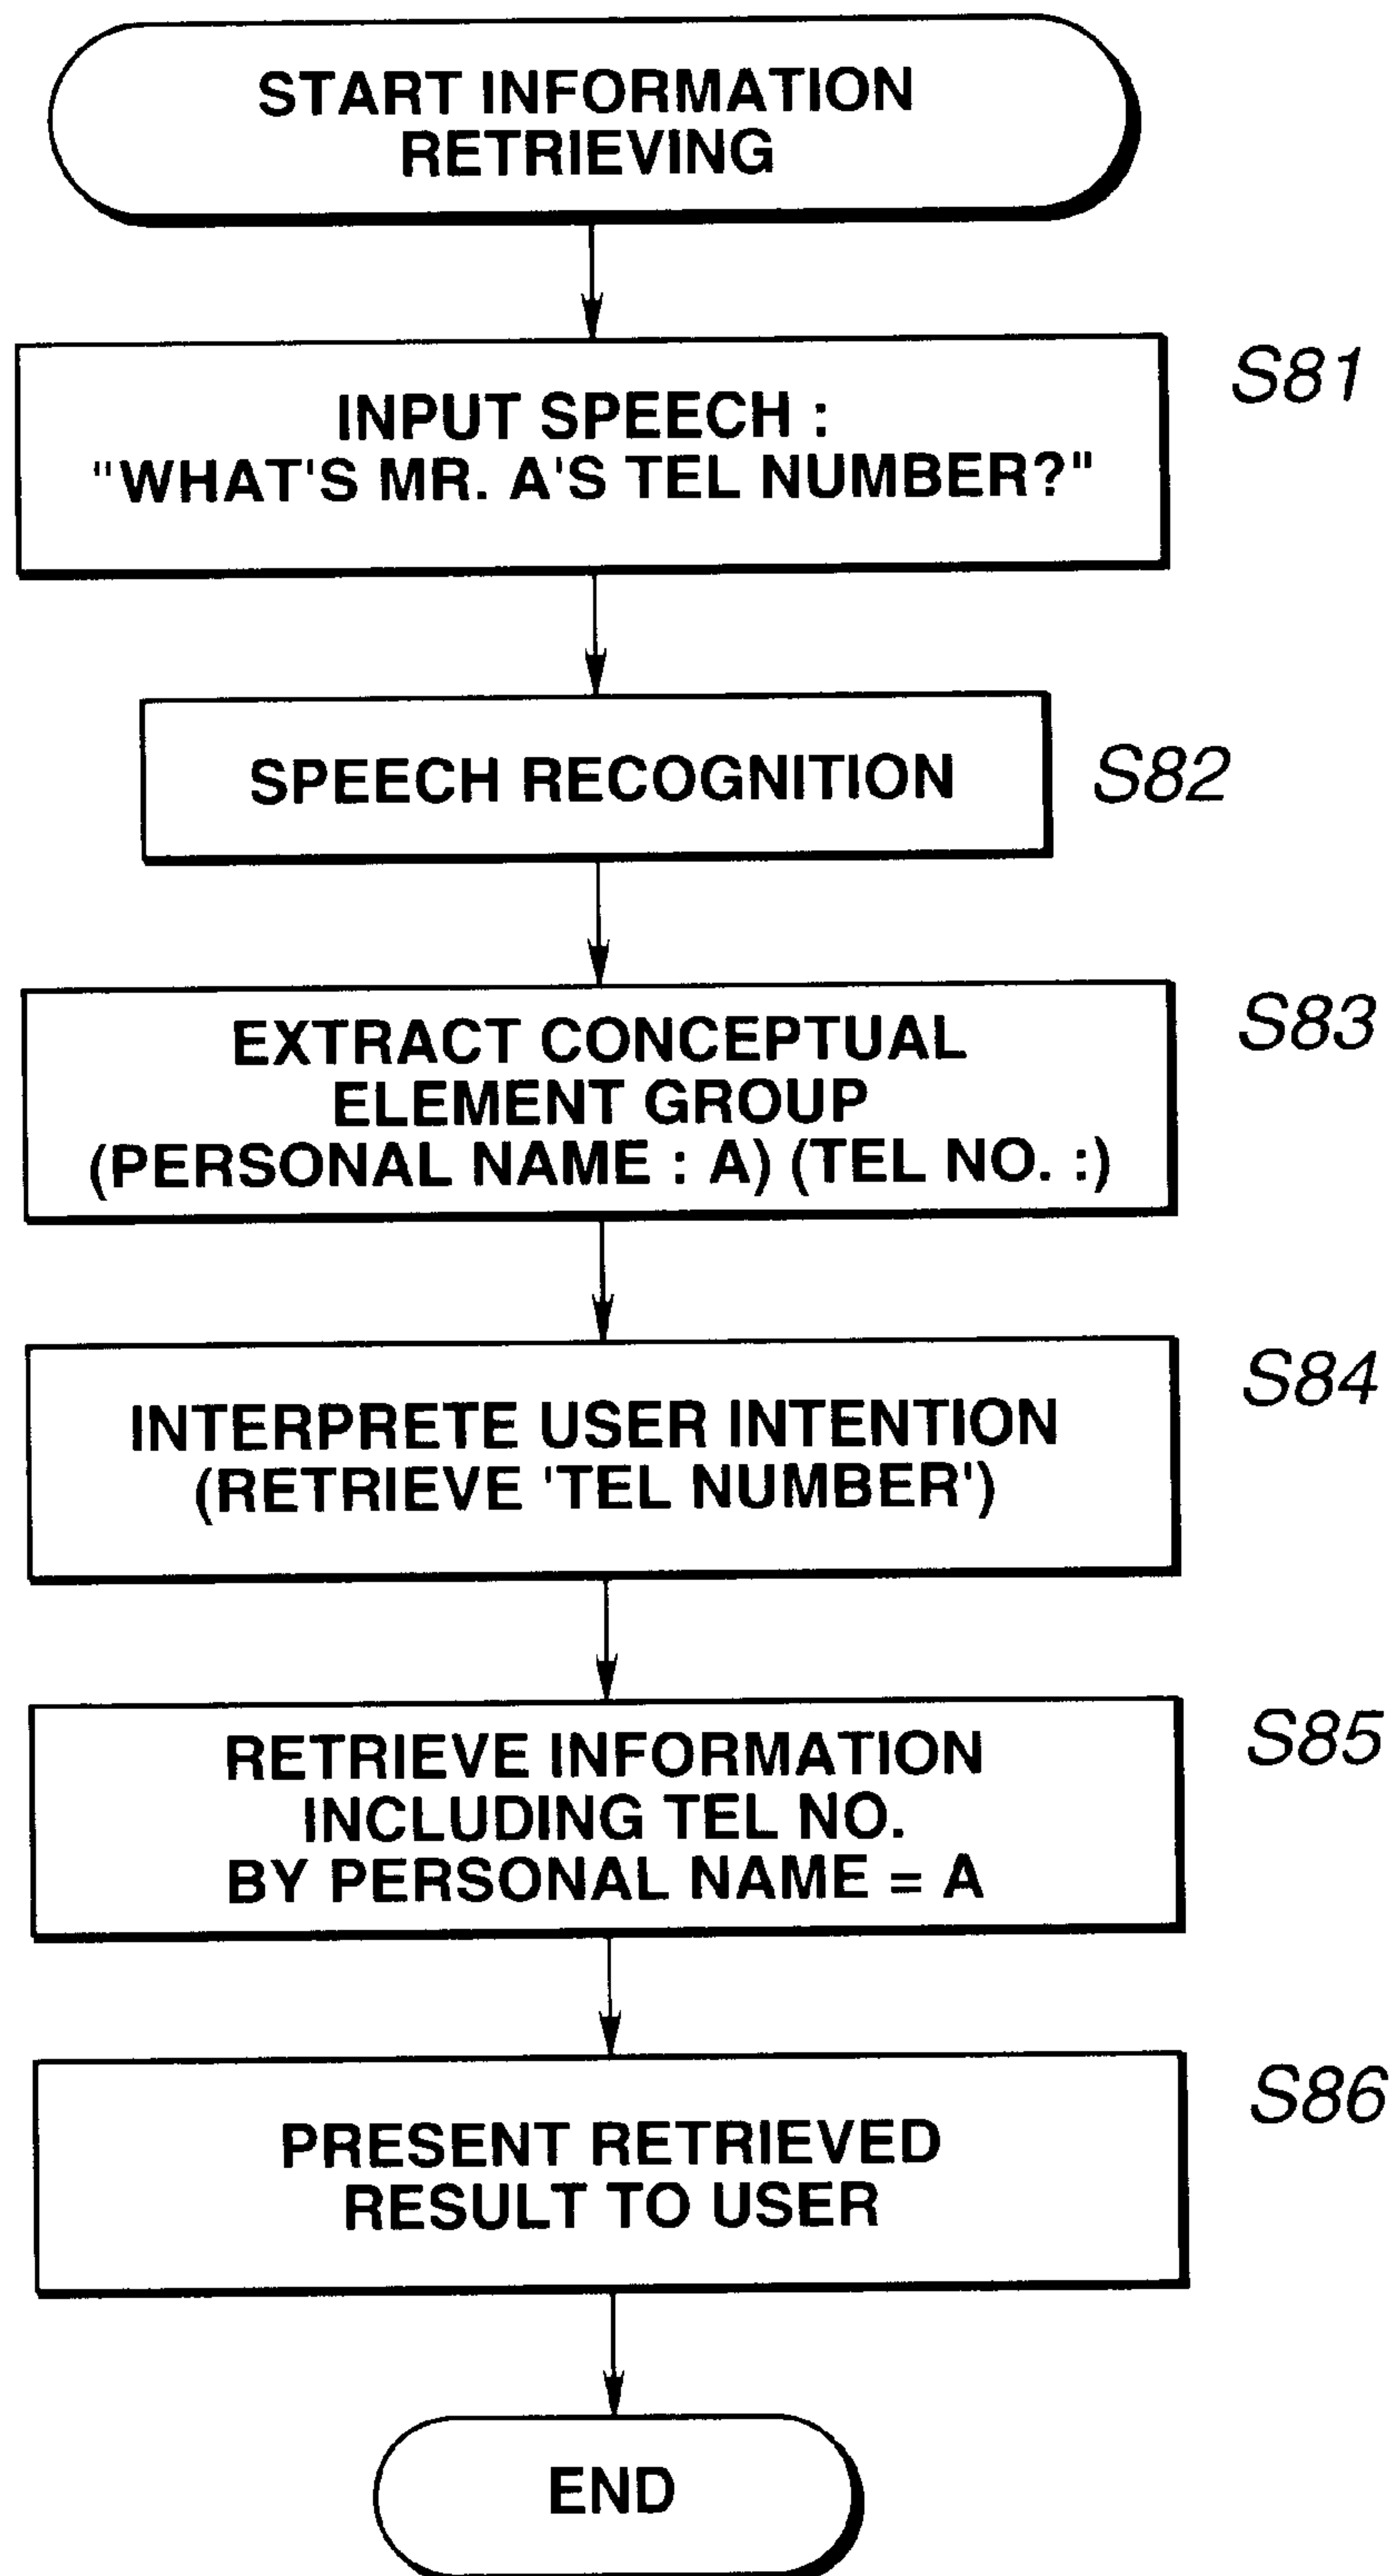 START INFORMATION
RETRIEVING
S81
INPUT SPEECH :
"WHAT'S MR. A'S TEL NUMBER?"
SPEECH RECOGNITION
S82
S83
EXTRACT CONCEPTUAL
ELEMENT GROUP
(PERSONAL NAME : A) (TEL NO. :)
S84
INTERPRETE USER INTENTION
(RETRIEVE 'TEL NUMBER')
S85
RETRIEVE INFORMATION
INCLUDING TEL NO.
BY PERSONAL NAME = A
S86
PRESENT RETRIEVED
RESULT TO USER
END